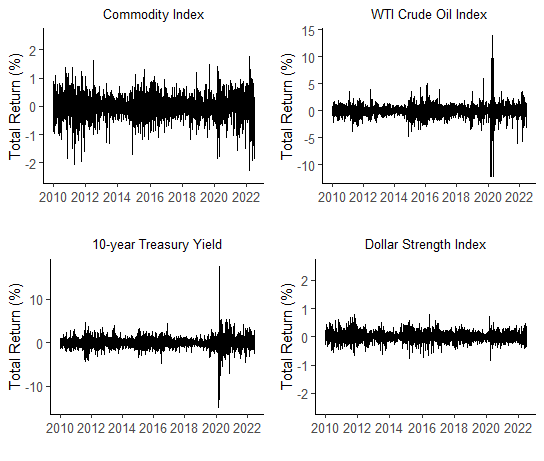 Commodity Index
Total Return (%)
2
1
0
-1
-2
2010 2012 2014 2016 2018 2020 2022
WTI Crude Oil Index
Total Return (%)
15
10
5
0
-5
-10
2010 2012 2014 2016 2018 2020 2022
10-year Treasury Yield
Total Return (%)
10
0
-10
2010 2012 2014 2016 2018 2020 2022
Dollar Strength Index
Total Return (%)
2
1
0
-1
-2
2010 2012 2014 2016 2018 2020 2022